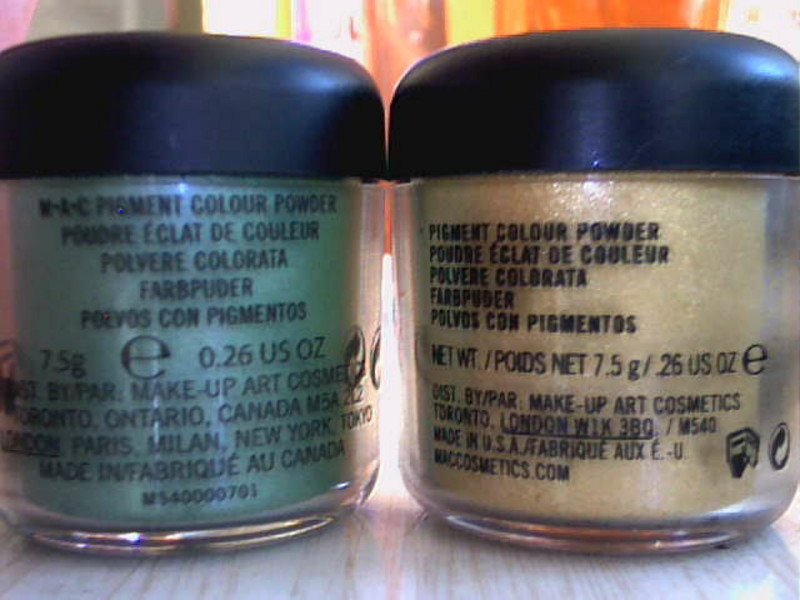 M·A·C PIGMENT COLOUR POWDER
POUDRE ÉCLAT DE COULEUR
POLVERE COLORATA
FARBPUDER
POLVOS CON PIGMENTOS
7.5g e 0.26 US OZ
DIST. BY/PAR. MAKE-UP ART COSMETICS
TORONTO, ONTARIO, CANADA M5A 2L2
LONDON, PARIS, MILAN, NEW YORK, TOKYO
MADE IN/FABRIQUÉ AU CANADA
M540000701
PIGMENT COLOUR POWDER
POUDRE ÉCLAT DE COULEUR
POLVERE COLORATA
FARBPUDER
POLVOS CON PIGMENTOS
NET WT. / POIDS NET 7.5 g / .26 US OZ e
DIST. BY/PAR. MAKE-UP ART COSMETICS
TORONTO, LONDON W1K 3BQ, / M540
MADE IN U.S.A./FABRIQUÉ AUX É.-U.
MACCOSMETICS.COM